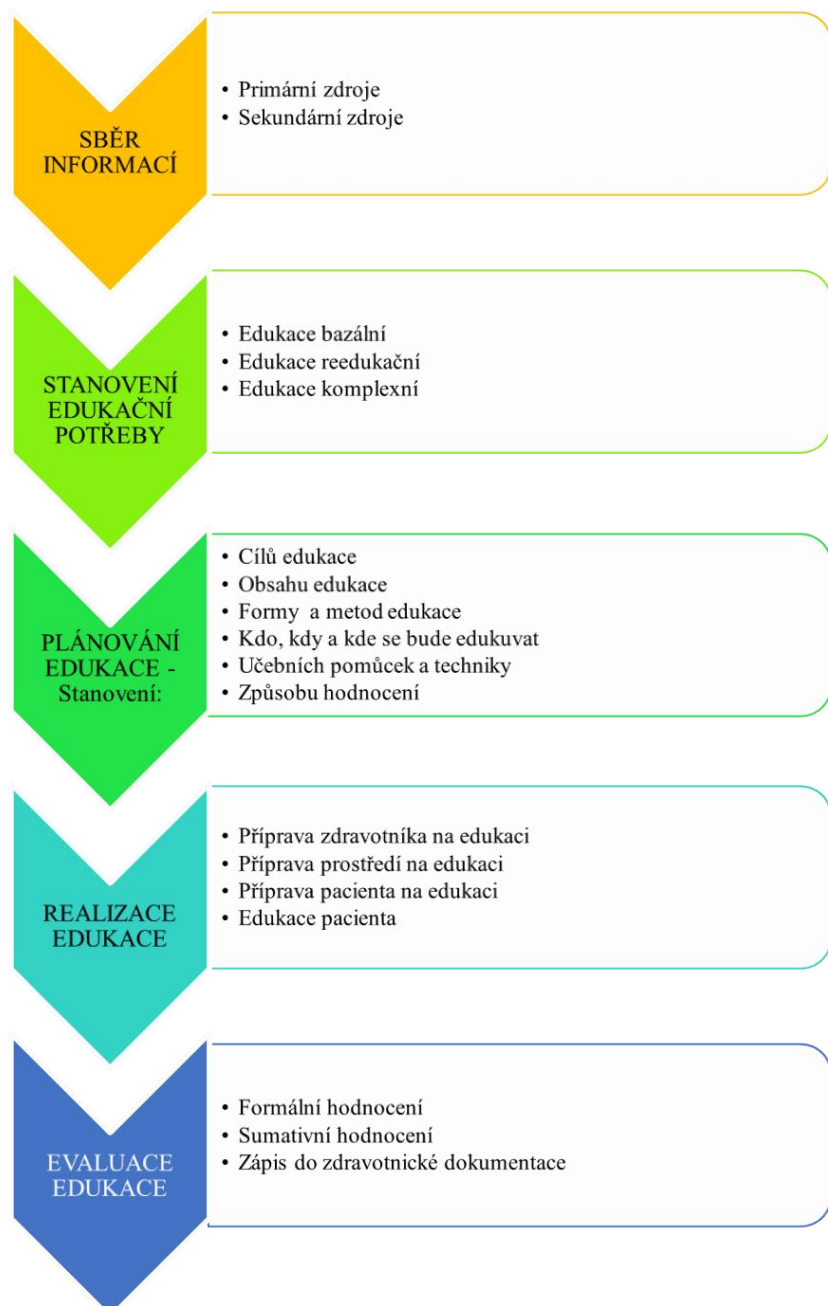 SBĚR
INFORMACÍ
• Primární zdroje
• Sekundární zdroje
STANOVENÍ
EDUKAČNÍ
POTŘEBY
• Edukace bazální
• Edukace reedukační
• Edukace komplexní
PLÁNOVÁNÍ
EDUKACE -
Stanovení:
• Cílů edukace
• Obsahu edukace
• Formy a metod edukace
• Kdo, kdy a kde se bude edukuvat
• Učebních pomůcek a techniky
• Způsobu hodnocení
REALIZACE
EDUKACE
• Příprava zdravotníka na edukaci
• Příprava prostředí na edukaci
• Příprava pacienta na edukaci
• Edukace pacienta
EVALUACE
EDUKACE
• Formální hodnocení
• Sumativní hodnocení
• Zápis do zdravotnické dokumentace